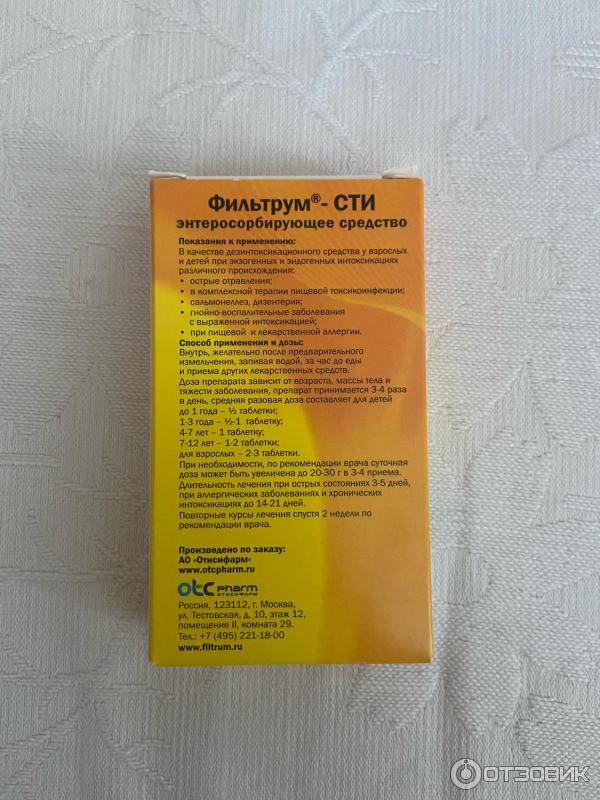 Фильтрум®- СТИ
энтеросорбирующее средство
Показания к применению:
В качестве дезинтоксикационного средства у взрослых
и детей при экзогенных и эндогенных интоксикациях
различного происхождения:
• острые отравления;
• в комплексной терапии пищевой токсикоинфекции;
• сальмонеллез, дизентерия;
• гнойно-воспалительные заболевания
с выраженной интоксикацией;
• при пищевой и лекарственной аллергии.
Способ применения и дозы:
Внутрь, желательно после предварительного
измельчения, запивая водой, за час до еды
и приема других лекарственных средств.
Доза препарата зависит от возраста, массы тела и
тяжести заболевания, препарат принимается 3-4 раза
в день, средняя разовая доза составляет для детей
до 1 года – ½ таблетки;
1-3 года – ½-1 таблетку;
4-7 лет – 1 таблетку;
7-12 лет – 1-2 таблетки;
для взрослых – 2-3 таблетки.
При необходимости, по рекомендации врача суточная
доза может быть увеличена до 20-30 г в 3-4 приема.
Длительность лечения при острых состояниях 3-5 дней,
при аллергических заболеваниях и хронических
интоксикациях до 14-21 дней.
Повторные курсы лечения спустя 2 недели по
рекомендации врача.
Произведено по заказу:
АО «Отисифарм»
www.otcpharm.ru
otc pharm
ОТИСИФАРМ
Россия, 123112, г. Москва,
ул. Тестовская, д. 10, этаж 12,
помещение II, комната 29.
Тел.: +7 (495) 221-18-00
www.filtrum.ru
ОТЗОВИК